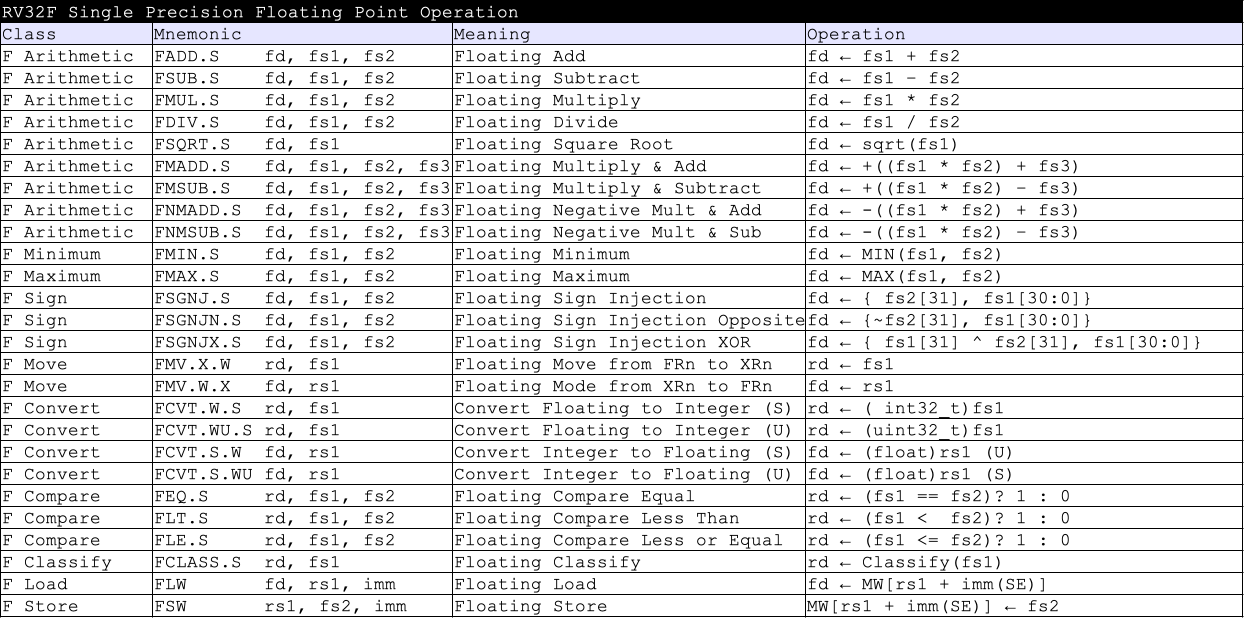 RV32F Single Precision Floating Point Operation
Class Mnemonic Meaning Operation
F Arithmetic FADD.S fd, fs1, fs2 Floating Add fd ← fs1 + fs2
F Arithmetic FSUB.S fd, fs1, fs2 Floating Subtract fd ← fs1 − fs2
F Arithmetic FMUL.S fd, fs1, fs2 Floating Multiply fd ← fs1 * fs2
F Arithmetic FDIV.S fd, fs1, fs2 Floating Divide fd ← fs1 / fs2
F Arithmetic FSQRT.S fd, fs1 Floating Square Root fd ← sqrt(fs1)
F Arithmetic FMADD.S fd, fs1, fs2, fs3 Floating Multiply & Add fd ← +((fs1 * fs2) + fs3)
F Arithmetic FMSUB.S fd, fs1, fs2, fs3 Floating Multiply & Subtract fd ← +((fs1 * fs2) − fs3)
F Arithmetic FNMADD.S fd, fs1, fs2, fs3 Floating Negative Mult & Add fd ← -((fs1 * fs2) + fs3)
F Arithmetic FNMSUB.S fd, fs1, fs2, fs3 Floating Negative Mult & Sub fd ← -((fs1 * fs2) − fs3)
F Minimum FMIN.S fd, fs1, fs2 Floating Minimum fd ← MIN(fs1, fs2)
F Maximum FMAX.S fd, fs1, fs2 Floating Maximum fd ← MAX(fs1, fs2)
F Sign FSGNJ.S fd, fs1, fs2 Floating Sign Injection fd ← { fs2[31], fs1[30:0]}
F Sign FSGNJN.S fd, fs1, fs2 Floating Sign Injection Opposite fd ← {~fs2[31], fs1[30:0]}
F Sign FSGNJX.S fd, fs1, fs2 Floating Sign Injection XOR fd ← { fs1[31] ^ fs2[31], fs1[30:0]}
F Move FMV.X.W rd, fs1 Floating Move from FRn to XRn rd ← fs1
F Move FMV.W.X fd, rs1 Floating Mode from XRn to FRn fd ← rs1
F Convert FCVT.W.S rd, fs1 Convert Floating to Integer (S) rd ← ( int32_t)fs1
F Convert FCVT.WU.S rd, fs1 Convert Floating to Integer (U) rd ← (uint32_t)fs1
F Convert FCVT.S.W fd, rs1 Convert Integer to Floating (S) fd ← (float)rs1 (U)
F Convert FCVT.S.WU fd, rs1 Convert Integer to Floating (U) fd ← (float)rs1 (S)
F Compare FEQ.S rd, fs1, fs2 Floating Compare Equal rd ← (fs1 == fs2)? 1 : 0
F Compare FLT.S rd, fs1, fs2 Floating Compare Less Than rd ← (fs1 < fs2)? 1 : 0
F Compare FLE.S rd, fs1, fs2 Floating Compare Less or Equal rd ← (fs1 <= fs2)? 1 : 0
F Classify FCLASS.S rd, fs1 Floating Classify rd ← Classify(fs1)
F Load FLW fd, rs1, imm Floating Load fd ← MW[rs1 + imm(SE)]
F Store FSW rs1, fs2, imm Floating Store MW[rs1 + imm(SE)] ← fs2